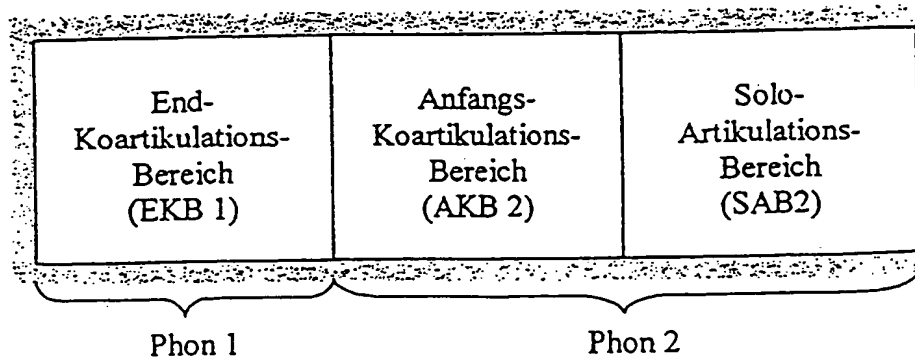 End-
Koartikulations-
Bereich
(EKB 1)
Anfangs-
Koartikulations-
Bereich
(AKB 2)
Solo-
Artikulations-
Bereich
(SAB2)
Phon 1
Phon 2